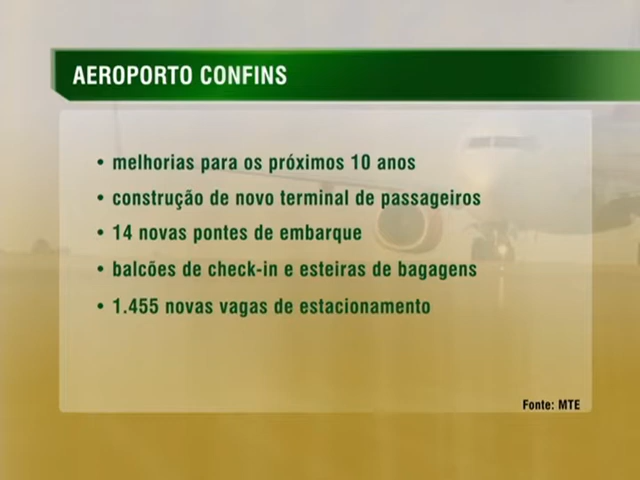 AEROPORTO CONFINS
• melhorias para os próximos 10 anos
• construção de novo terminal de passageiros
• 14 novas pontes de embarque
• balcões de check-in e esteiras de bagagens
• 1.455 novas vagas de estacionamento
Fonte: MTE